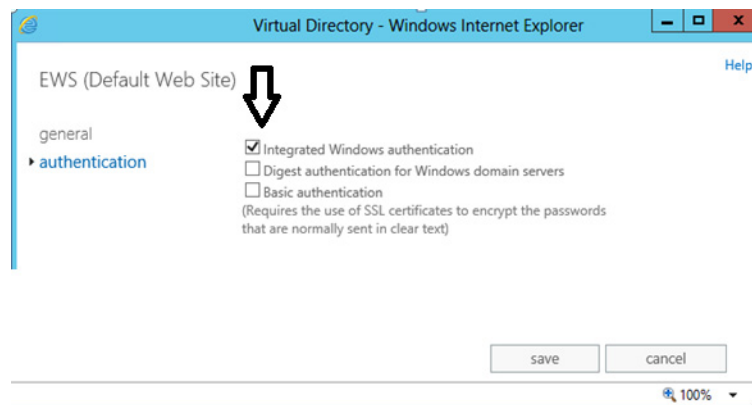 Virtual Directory - Windows Internet Explorer
Help
EWS (Default Web Site)
general
authentication
Integrated Windows authentication
Digest authentication for Windows domain servers
Basic authentication
(Requires the use of SSL certificates to encrypt the passwords
that are normally sent in clear text)
save cancel
100%